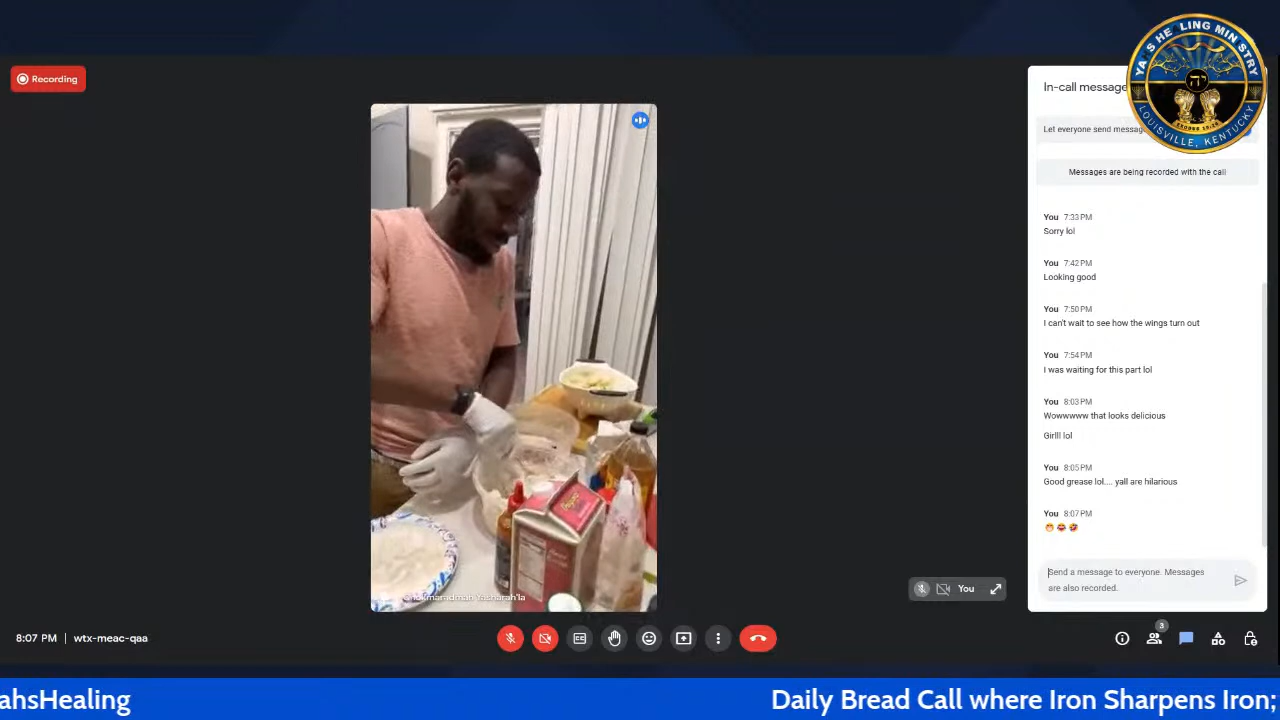 Recording
YAH'S HEALING MINISTRY
LOUISVILLE, KENTUCKY
In-call message
Let everyone send messag
Messages are being recorded with the call
You 7:33 PM
Sorry lol
You 7:42 PM
Looking good
You 7:50 PM
I can't wait to see how the wings turn out
You 7:54 PM
I was waiting for this part lol
You 8:03 PM
Wowwwww that looks delicious
Girlll lol
You 8:05 PM
Good grease lol.... yall are hilarious
You 8:07 PM
Send a message to everyone. Messages
are also recorded.
You
8:07 PM | wtx-meac-qaa
3
ahsHealing
Daily Bread Call where Iron Sharpens Iron;